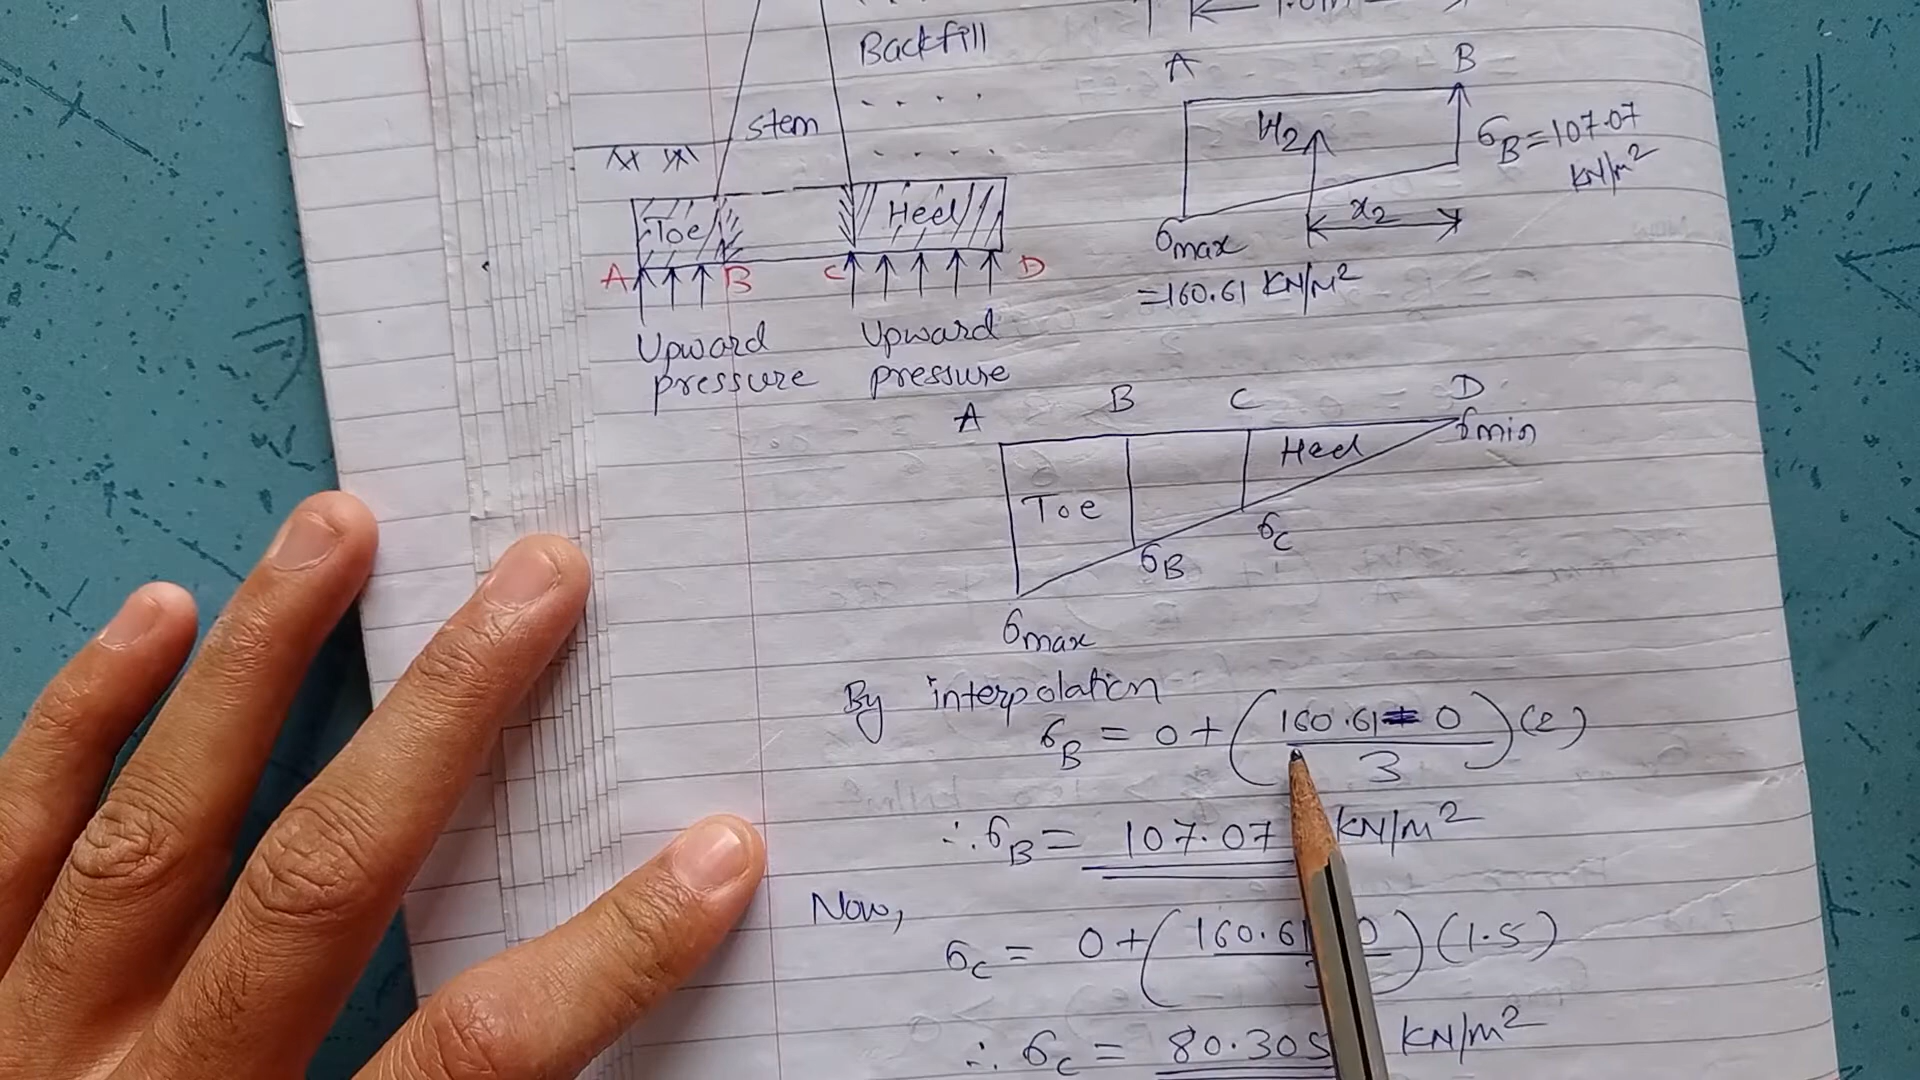 Backfill
stem
Toe
Heel
A
B
C
D
Upward
pressure
Upward
pressure
A
B
W2
x2
σB=107.07
KN/m²
σmax
=160.61 KN/m²
A
B
C
D
σmin
Toe
Heel
σB
σC
σmax
By interpolation
σB = 0+(160.61-0/3)(2)
∴σB= 107.07 KN/m²
Now,
σC = 0+(160.61 0)(1.5)
∴ σC = 80.305 KN/m²